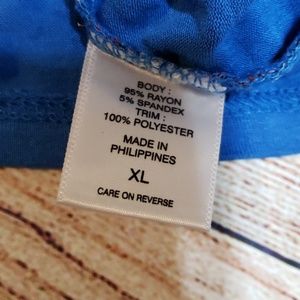 BODY :
95% RAYON
5% SPANDEX
TRIM :
100% POLYESTER
MADE IN
PHILIPPINES
XL
CARE ON REVERSE